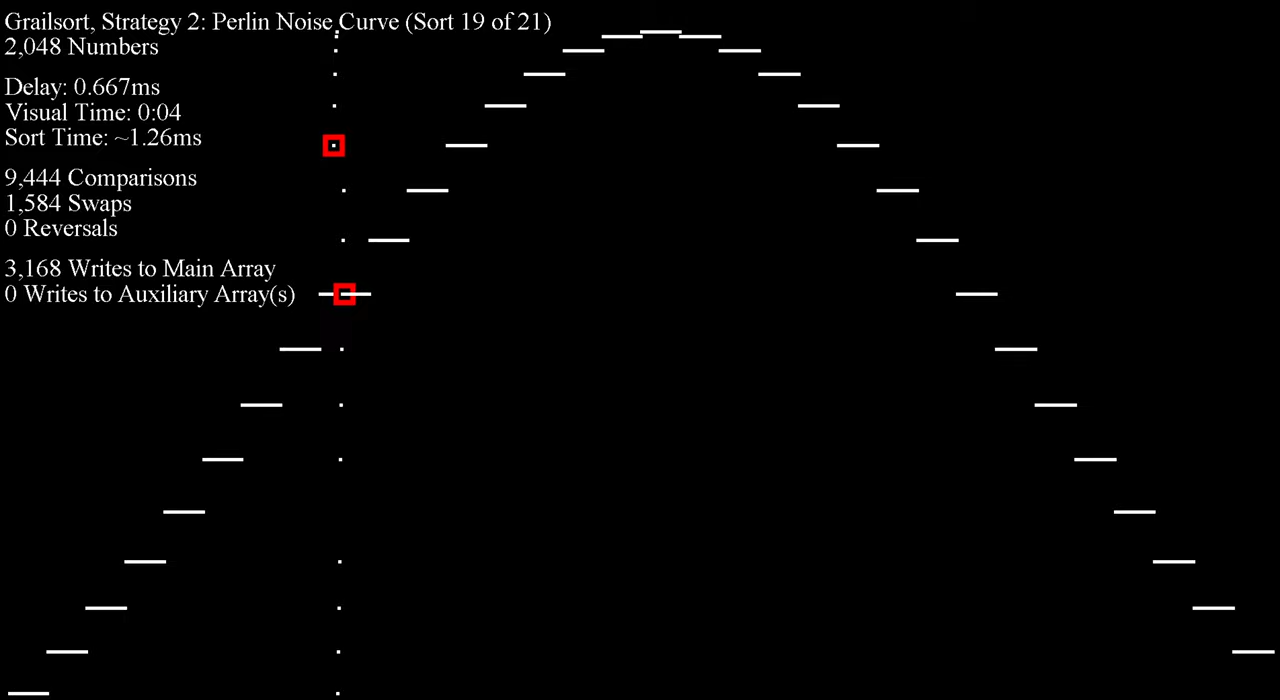 Grailsort, Strategy 2: Perlin Noise Curve (Sort 19 of 21)
2,048 Numbers
Delay: 0.667ms
Visual Time: 0:04
Sort Time: ~1.26ms
9,444 Comparisons
1,584 Swaps
0 Reversals
3,168 Writes to Main Array
0 Writes to Auxiliary Array(s)